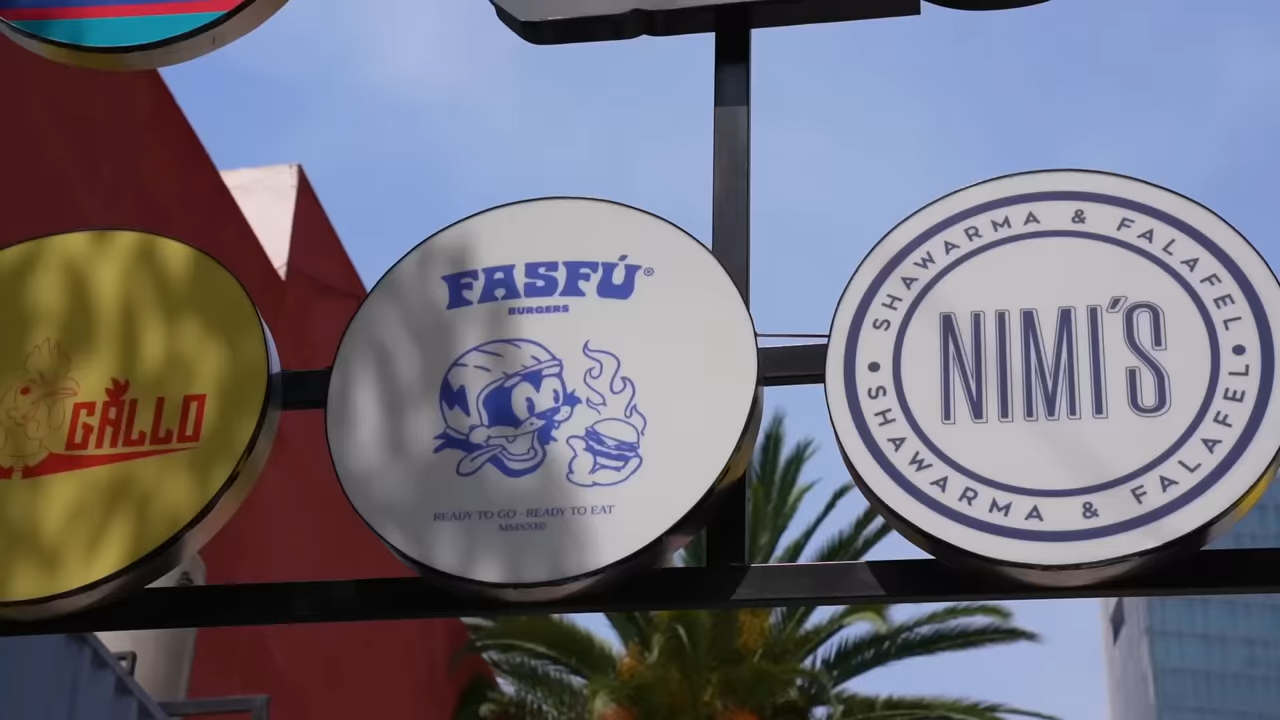 GALLO
FASFÚ®
BURGERS
READY TO GO - READY TO EAT
SHAWARMA & FALAFEL
NIMI'S
SHAWARMA & FALAFEL